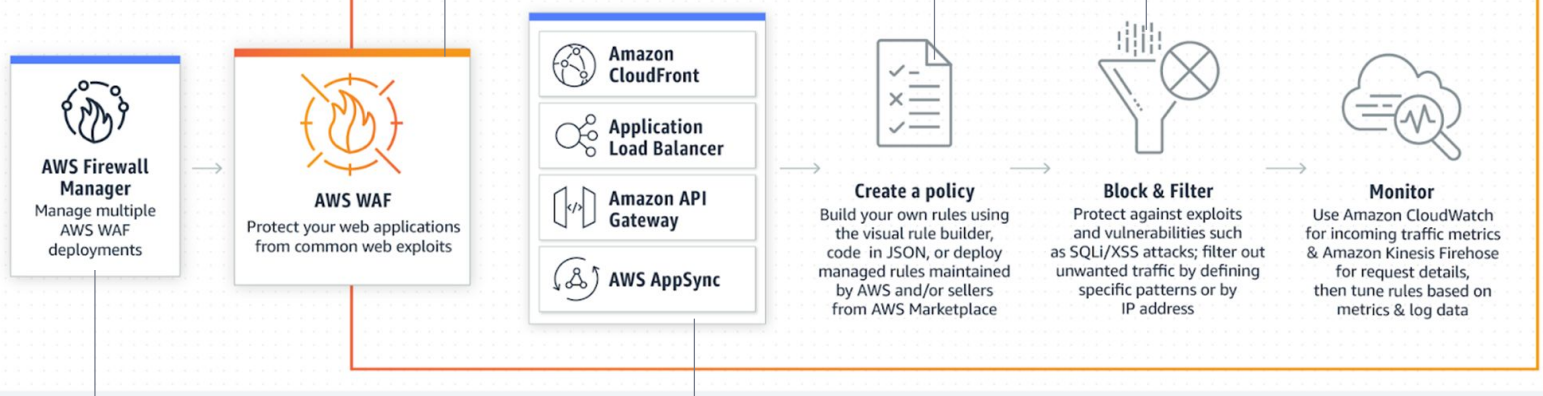 AWS Firewall
Manager
Manage multiple
AWS WAF
deployments
AWS WAF
Protect your web applications
from common web exploits
Amazon
CloudFront
Application
Load Balancer
Amazon API
Gateway
AWS AppSync
Create a policy
Build your own rules using
the visual rule builder,
code in JSON, or deploy
managed rules maintained
by AWS and/or sellers
from AWS Marketplace
Block & Filter
Protect against exploits
and vulnerabilities such
as SQLi/XSS attacks; filter out
unwanted traffic by defining
specific patterns or by
IP address
Monitor
Use Amazon CloudWatch
for incoming traffic metrics
& Amazon Kinesis Firehose
for request details,
then tune rules based on
metrics & log data